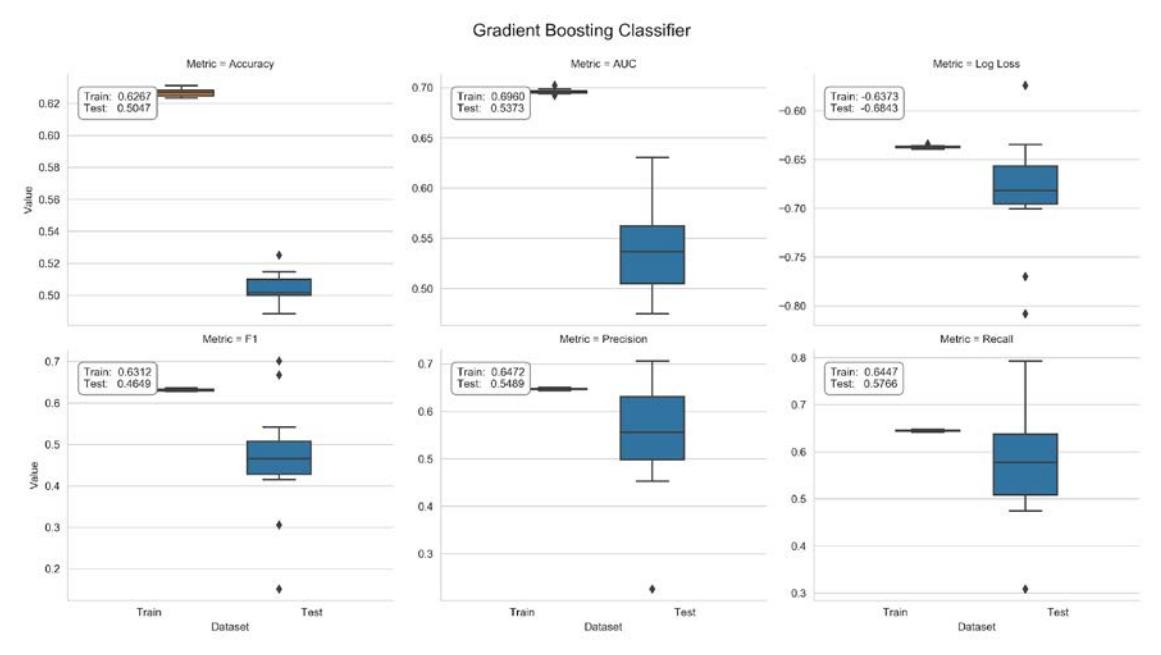 Gradient Boosting Classifier
Metric = Accuracy
Metric = AUC
Metric = Log Loss
Train: 0.6267
Test: 0.5047
Train: 0.6960
Test: 0.5373
Train: -0.6373
Test: -0.6843
0.62
0.60
0.58
0.56
0.54
0.52
0.50
Value
0.70
0.65
0.60
0.55
0.50
−0.60
−0.65
−0.70
−0.75
−0.80
Metric = F1
Metric = Precision
Metric = Recall
Train: 0.6312
Test: 0.4649
Train: 0.6472
Test: 0.5489
Train: 0.6447
Test: 0.5766
0.7
0.6
0.5
0.4
0.3
0.2
Value
0.7
0.6
0.5
0.4
0.3
0.8
0.7
0.6
0.5
0.4
0.3
Train
Test
Train
Test
Train
Test
Dataset
Dataset
Dataset